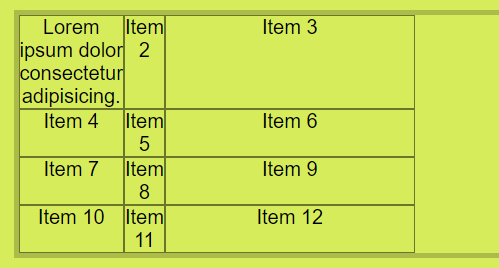 Lorem
ipsum dolor
consectetur
adipisicing.
Item
2
Item 3
Item 4
Item
5
Item 6
Item 7
Item
8
Item 9
Item 10
Item
11
Item 12